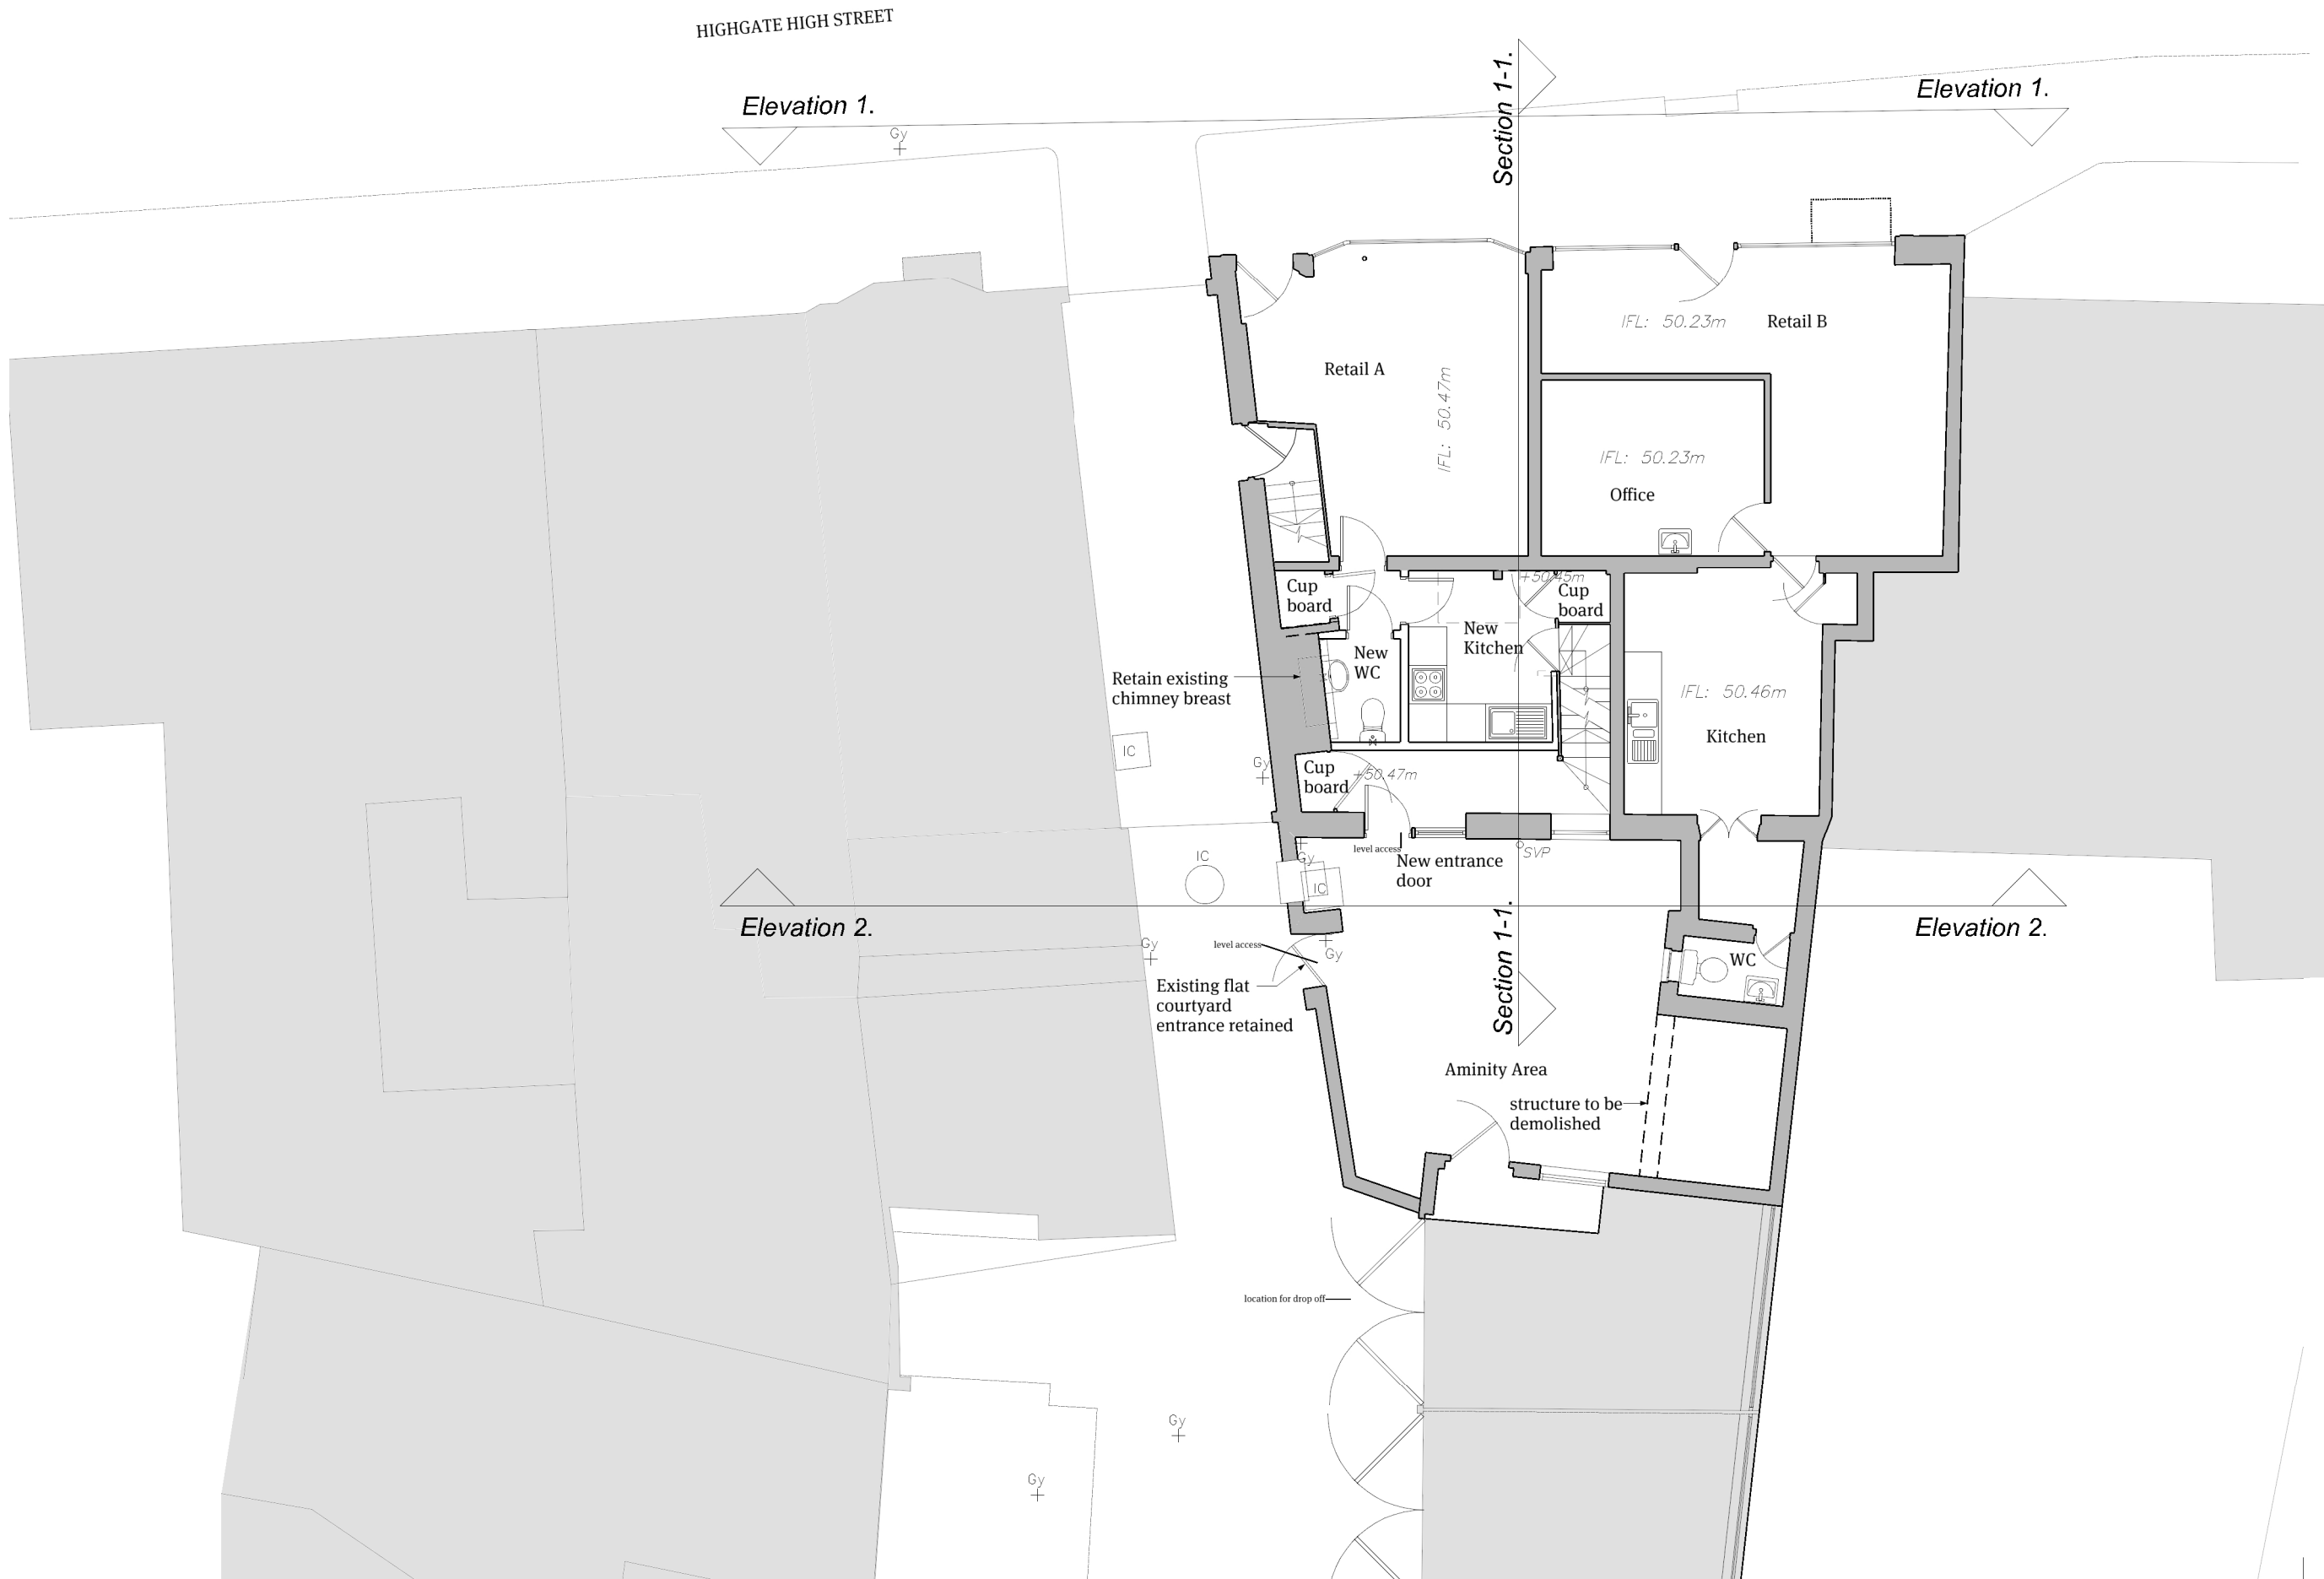 HIGHGATE HIGH STREET
Section 1-1.
Elevation 1.
Elevation 1.
Gy
IFL: 50.23m
Retail B
Retail A
IFL: 50.47m
IFL: 50.23m
Office
+50.45m
Cup
board
Cup
board
New
Kitchen
New
WC
Retain existing
chimney breast
IFL: 50.46m
Kitchen
IC
Gy
Cup
board
+50.47m
level access
New entrance
door
SVP
Gy
IC
IC
Elevation 2.
Elevation 2.
Section 1-1.
Gy
level access
Gy
WC
Existing flat
courtyard
entrance retained
Aminity Area
structure to be
demolished
location for drop off
Gy
Gy